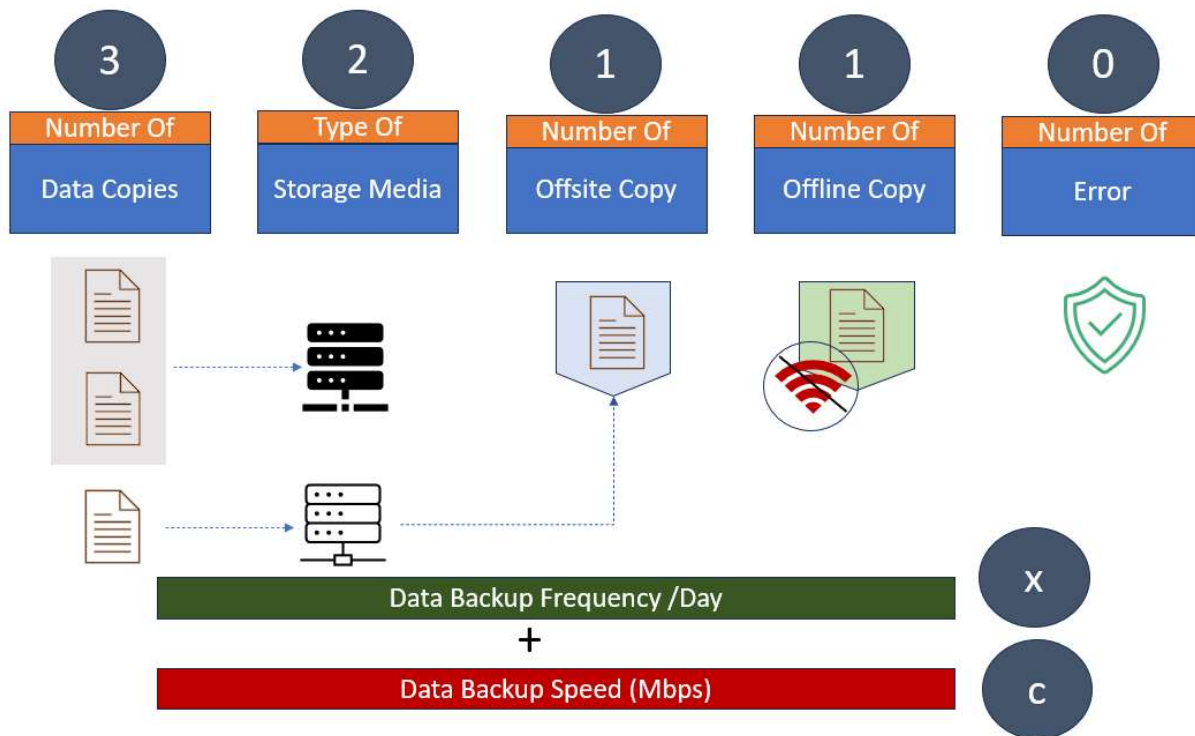 3
2
1
1
0
Number Of
Type Of
Number Of
Number Of
Number Of
Data Copies
Storage Media
Offsite Copy
Offline Copy
Error
Data Backup Frequency /Day
x
+
Data Backup Speed (Mbps)
c